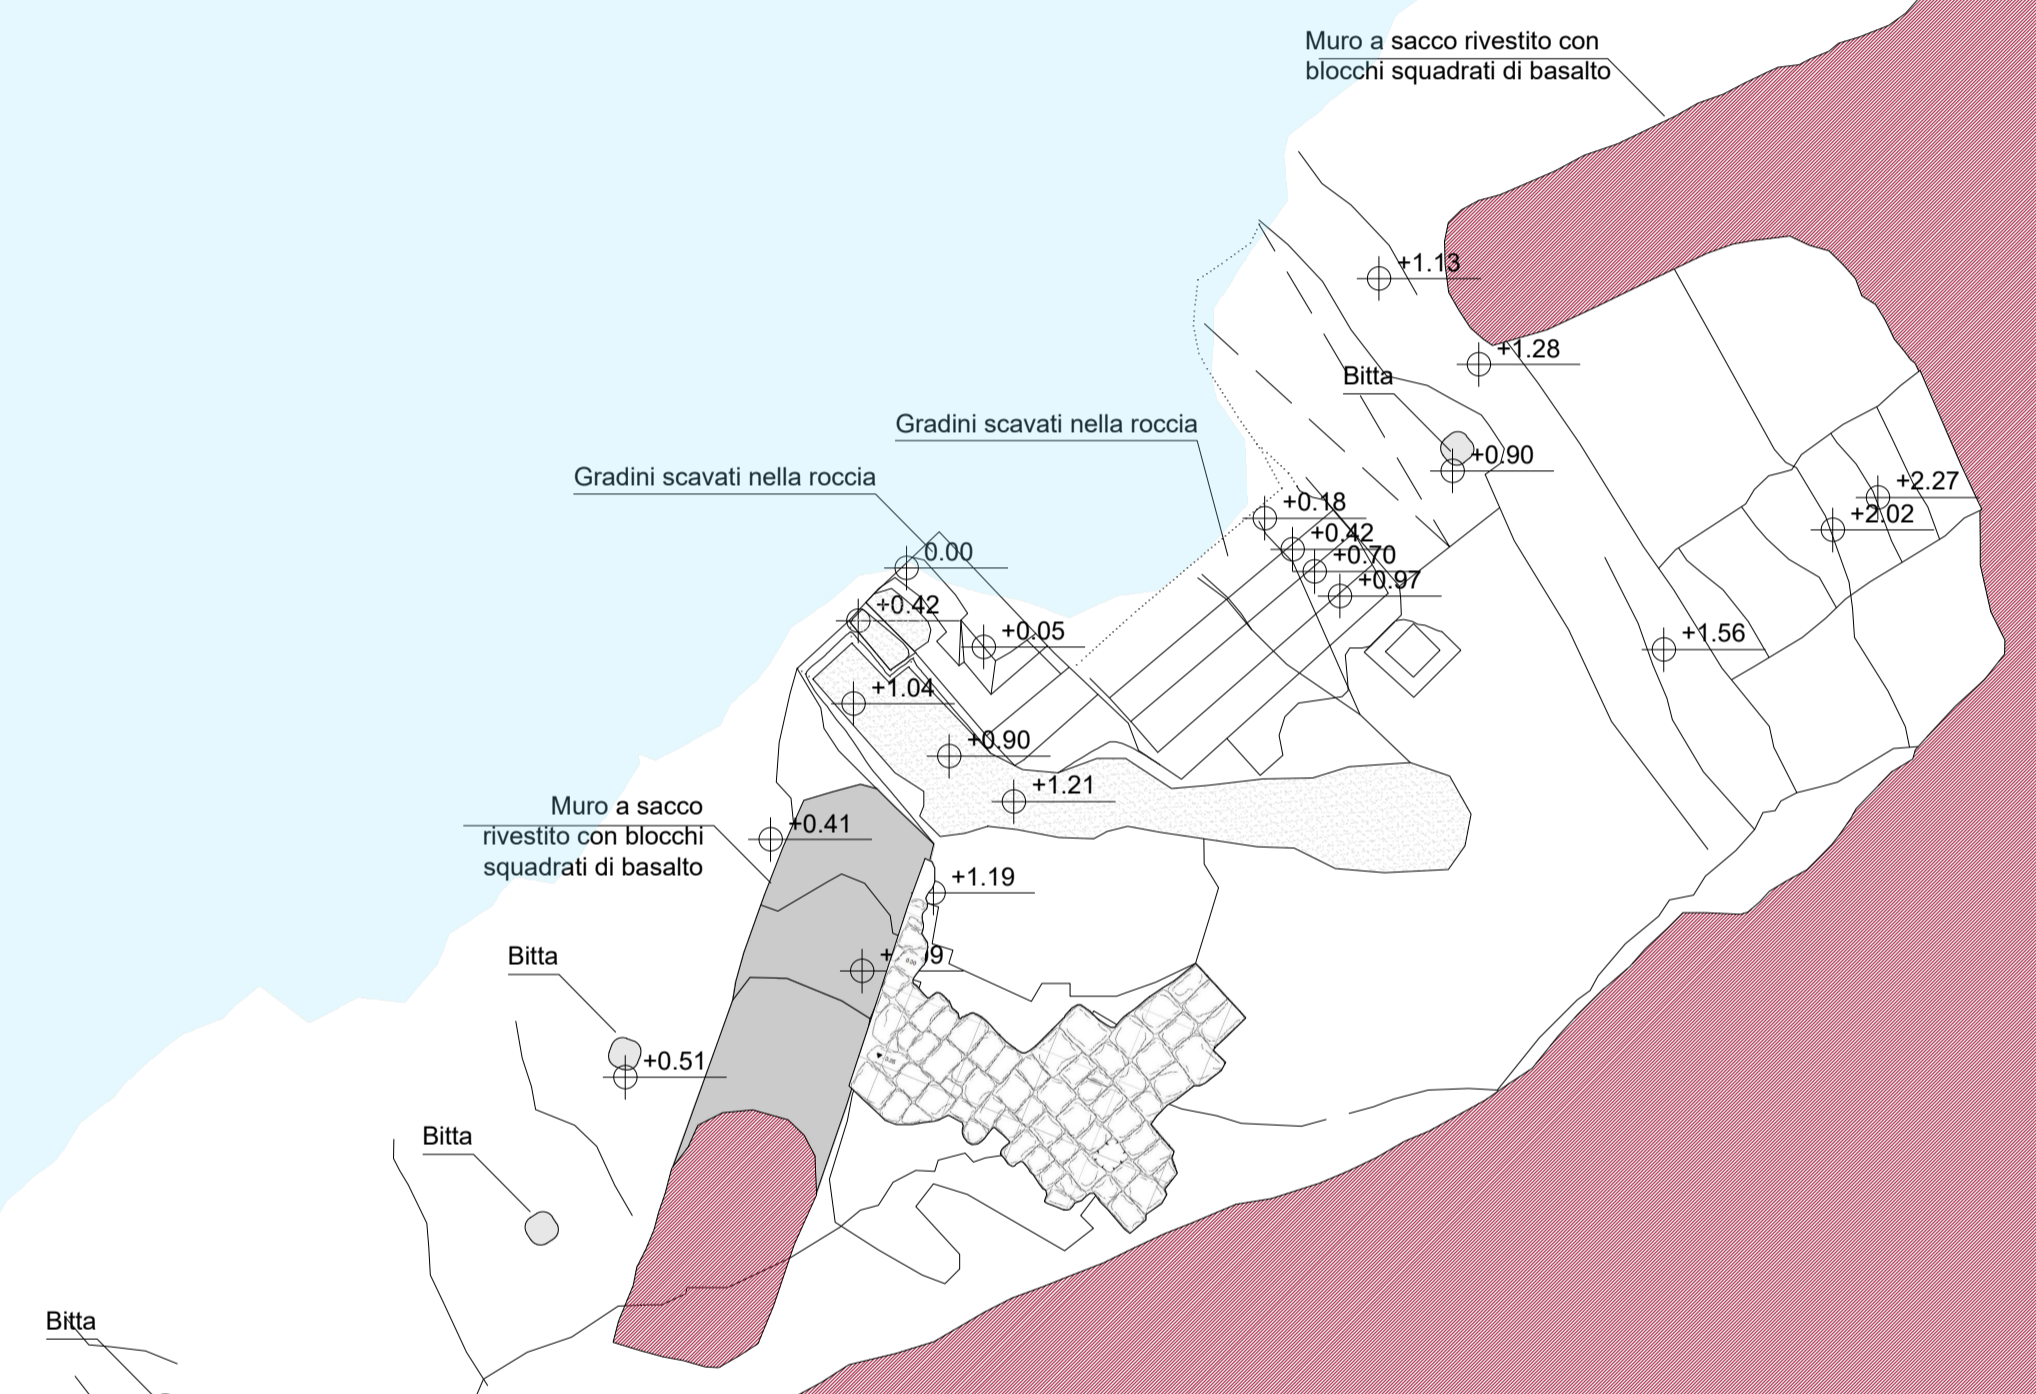 Muro a sacco rivestito con
blocchi squadrati di basalto
+1.13
+1.28
Bitta
Gradini scavati nella roccia
+0.90
Gradini scavati nella roccia
+2.27
+0.18
+2.02
+0.42
0.00
+0.70
+0.97
+0.42
+0.05
+1.56
+1.04
+0.90
+1.21
Muro a sacco
rivestito con blocchi
squadrati di basalto
+0.41
+1.19
Bitta
+0.51
Bitta
Bitta